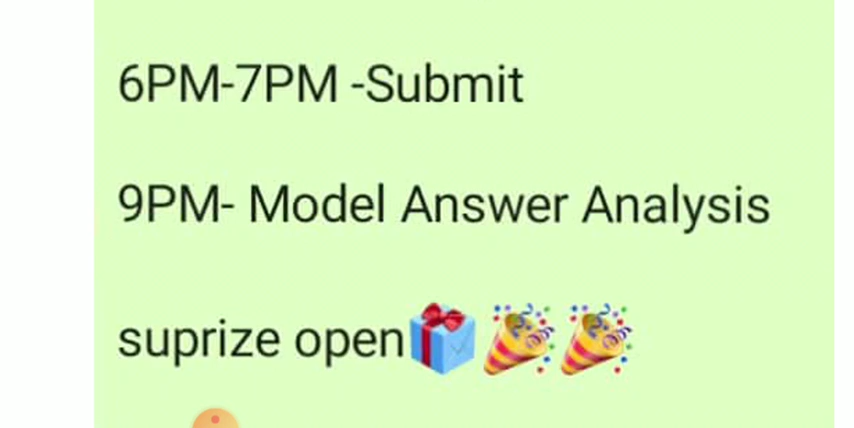 6PM-7PM -Submit
9PM- Model Answer Analysis
suprize open🎁🎉🎉